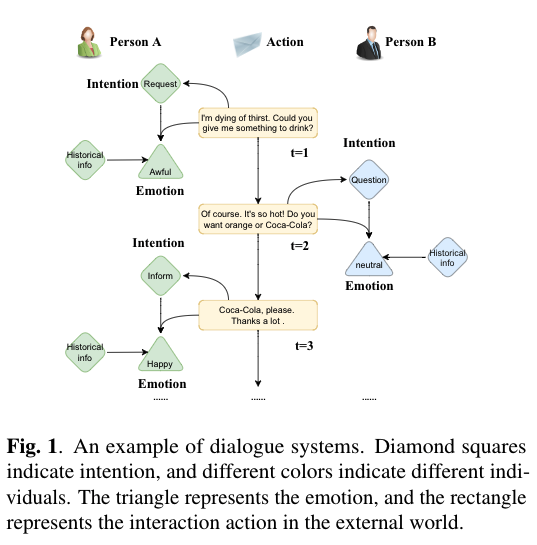 Person A
Action
Person B
Intention
Request
I'm dying of thirst. Could you
give me something to drink?
t=1
Historical
info
Awful
Emotion
Intention
Question
Of course. It's so hot! Do you
want orange or Coca-Cola?
t=2
neutral
Historical
info
Emotion
Intention
Inform
Coca-Cola, please.
Thanks a lot .
t=3
Historical
info
Happy
Emotion
......
......
......
Fig. 1. An example of dialogue systems. Diamond squares
indicate intention, and different colors indicate different indi-
viduals. The triangle represents the emotion, and the rectangle
represents the interaction action in the external world.